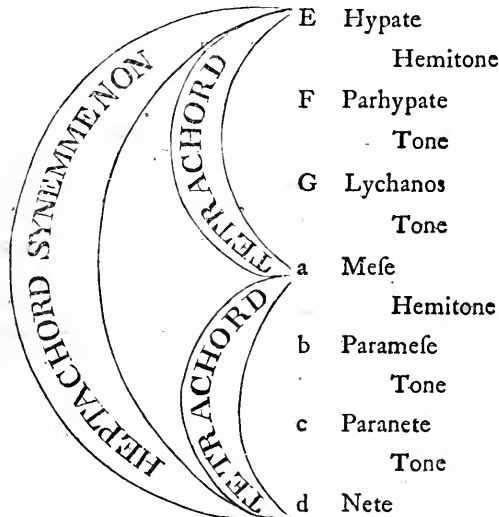 HEPTACHORD SYNEMMENON
TETRACHORD
TETRACHORD
E Hypate
Hemitone
F Parhypate
Tone
G Lychanos
Tone
a Meſe
Hemitone
b Parameſe
Tone
c Paranete
Tone
d Nete